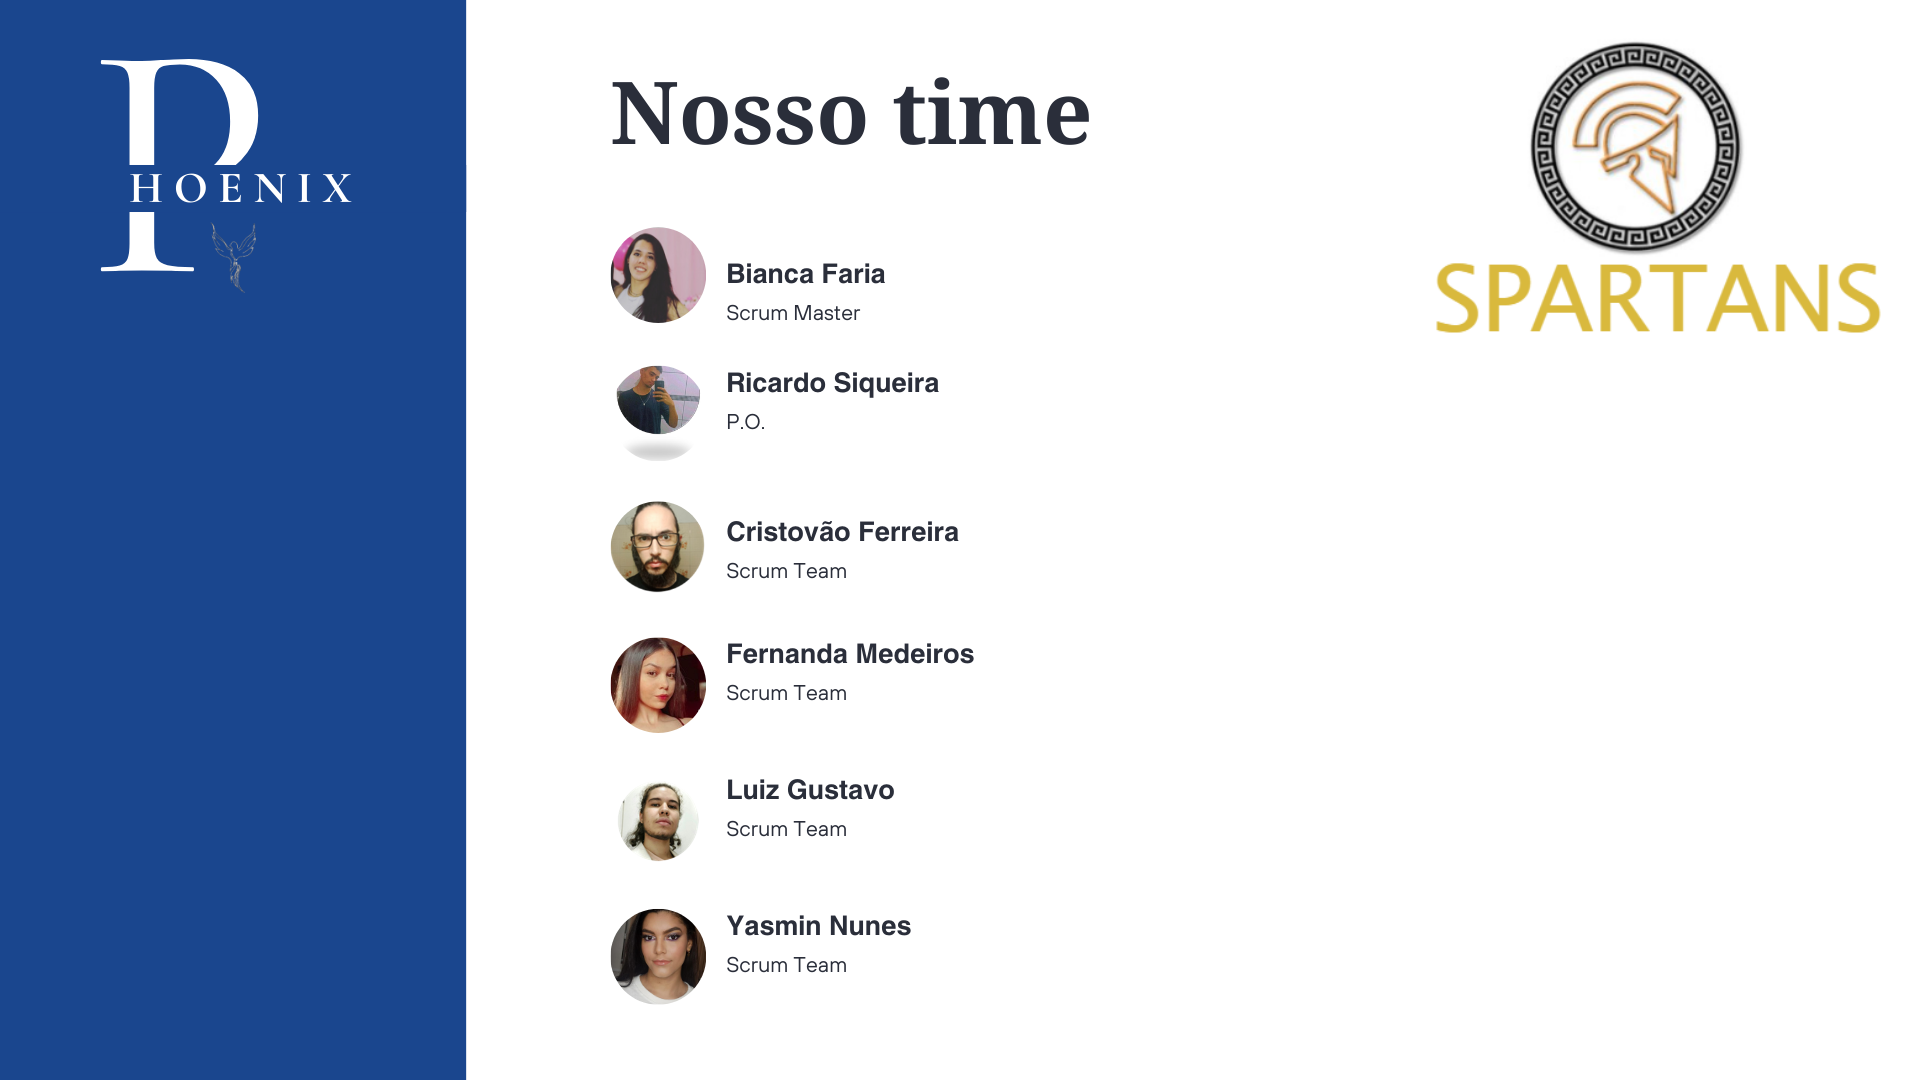 PHOENIX
Nosso time
SPARTANS
Bianca Faria
Scrum Master
Ricardo Siqueira
P.O.
Cristovão Ferreira
Scrum Team
Fernanda Medeiros
Scrum Team
Luiz Gustavo
Scrum Team
Yasmin Nunes
Scrum Team